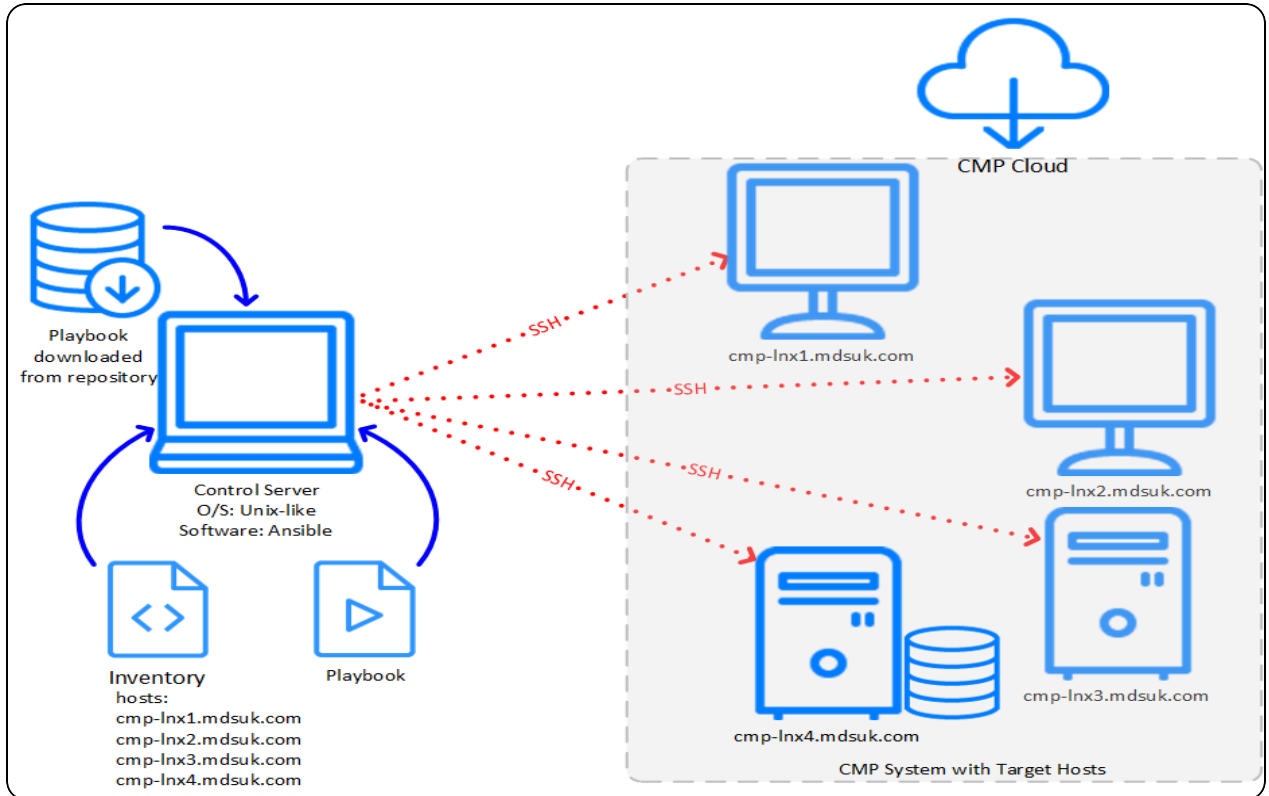 CMP Cloud
Playbook
downloaded
from repository
SSH
SSH
SSH
SSH
cmp-lnx1.mdsuk.com
cmp-lnx2.mdsuk.com
Control Server
O/S: Unix-like
Software: Ansible
Inventory
hosts:
cmp-lnx1.mdsuk.com
cmp-lnx2.mdsuk.com
cmp-lnx3.mdsuk.com
cmp-lnx4.mdsuk.com
Playbook
cmp-lnx3.mdsuk.com
cmp-lnx4.mdsuk.com
CMP System with Target Hosts